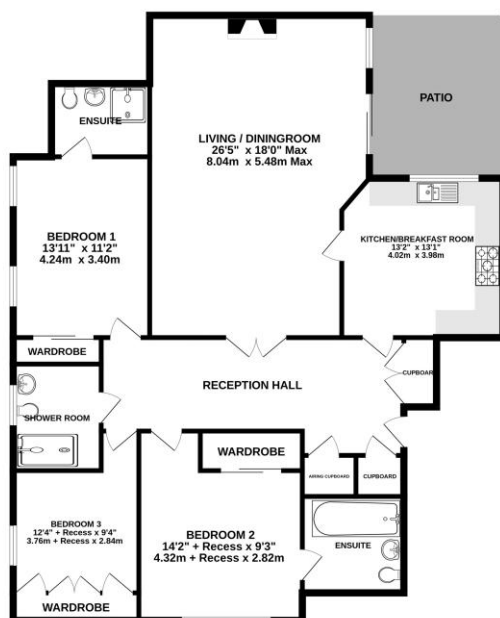 PATIO
ENSUITE
LIVING / DININGROOM
26'5" x 18'0" Max
8.04m x 5.48m Max
BEDROOM 1
13'11" x 11'2"
4.24m x 3.40m
KITCHEN/BREAKFAST ROOM
13'2" x 13'1"
4.02m x 3.98m
WARDROBE
CUPBOAR
RECEPTION HALL
SHOWER ROOM
WARDROBE
AIRING CUPBOARD
CUPBOARD
BEDROOM 3
12'4" + Recess x 9'4"
3.76m + Recess x 2.84m
BEDROOM 2
14'2" + Recess x 9'3"
4.32m + Recess x 2.82m
ENSUITE
WARDROBE